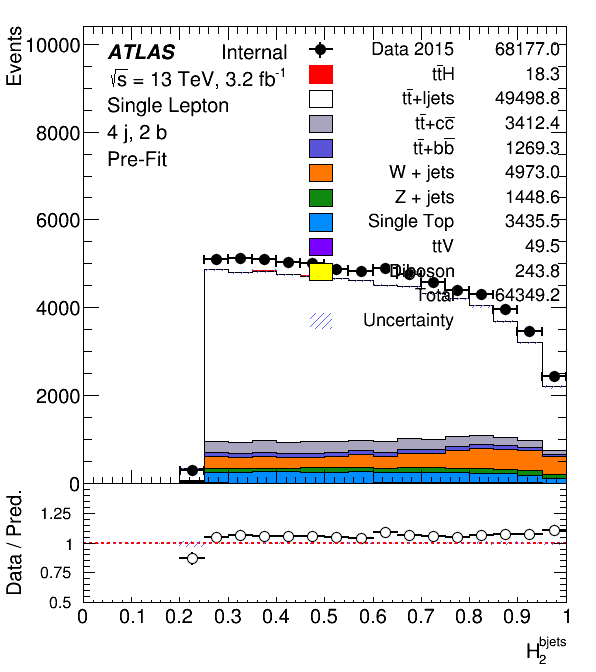 Events
10000
8000
6000
4000
2000
0
ATLAS Internal
√s = 13 TeV, 3.2 fb⁻¹
Single Lepton
4 j, 2 b
Pre-Fit
Data 2015 68177.0
tt̄H 18.3
tt̄+ljets 49498.8
tt̄+cc̄ 3412.4
tt̄+bb̄ 1269.3
W + jets 4973.0
Z + jets 1448.6
Single Top 3435.5
ttV 49.5
Diboson 243.8
Total 64349.2
Uncertainty
Data / Pred.
1.25
1
0.75
0.5
0 0.1 0.2 0.3 0.4 0.5 0.6 0.7 0.8 0.9 1
H₂^bjets